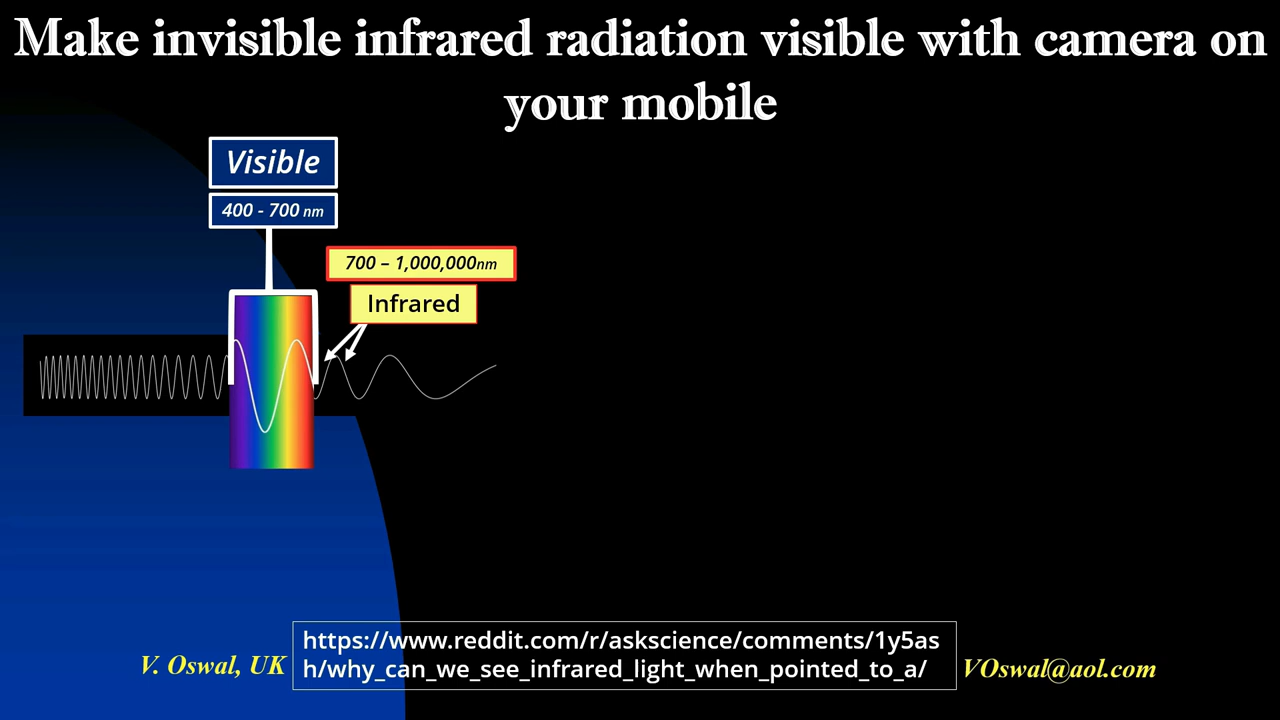 Make invisible infrared radiation visible with camera on
your mobile
Visible
400 - 700 nm
700 – 1,000,000nm
Infrared
https://www.reddit.com/r/askscience/comments/1y5as
h/why_can_we_see_infrared_light_when_pointed_to_a/
V. Oswal, UK
VOswal@aol.com